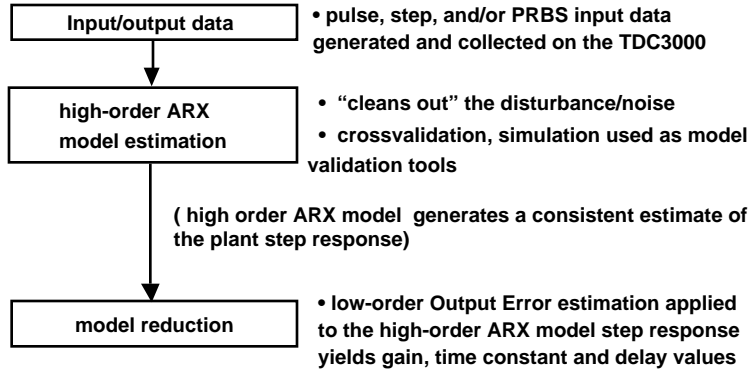 Input/output data
• pulse, step, and/or PRBS input data
generated and collected on the TDC3000
high-order ARX
model estimation
• “cleans out” the disturbance/noise
• crossvalidation, simulation used as model
validation tools
( high order ARX model generates a consistent estimate of
the plant step response)
model reduction
• low-order Output Error estimation applied
to the high-order ARX model step response
yields gain, time constant and delay values